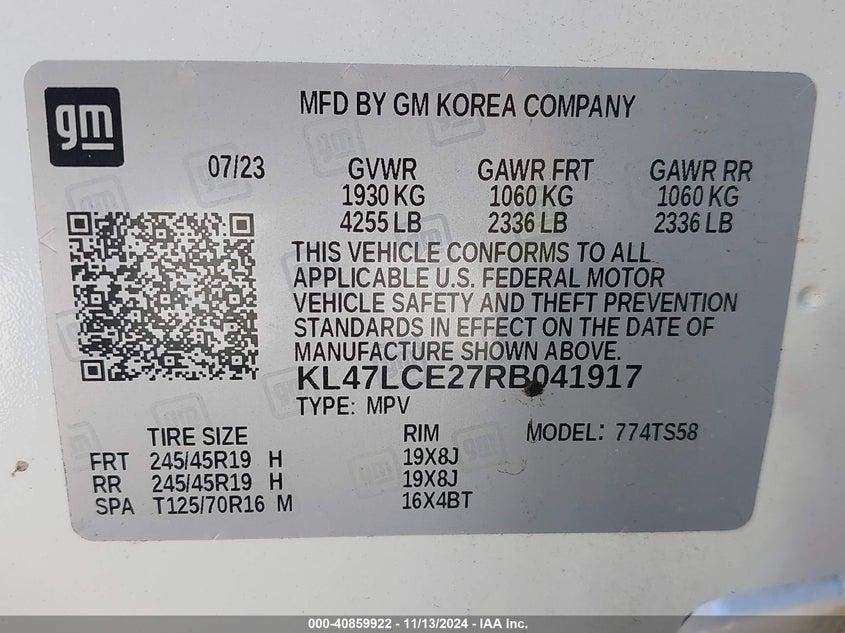 gm
MFD BY GM KOREA COMPANY
07/23 GVWR GAWR FRT GAWR RR
1930 KG 1060 KG 1060 KG
4255 LB 2336 LB 2336 LB
THIS VEHICLE CONFORMS TO ALL
APPLICABLE U.S. FEDERAL MOTOR
VEHICLE SAFETY AND THEFT PREVENTION
STANDARDS IN EFFECT ON THE DATE OF
MANUFACTURE SHOWN ABOVE.
KL47LCE27RB041917
TYPE: MPV
TIRE SIZE RIM MODEL: 774TS58
FRT 245/45R19 H 19X8J
RR 245/45R19 H 19X8J
SPA T125/70R16 M 16X4BT
000-40859922 - 11/13/2024 - IAA Inc.